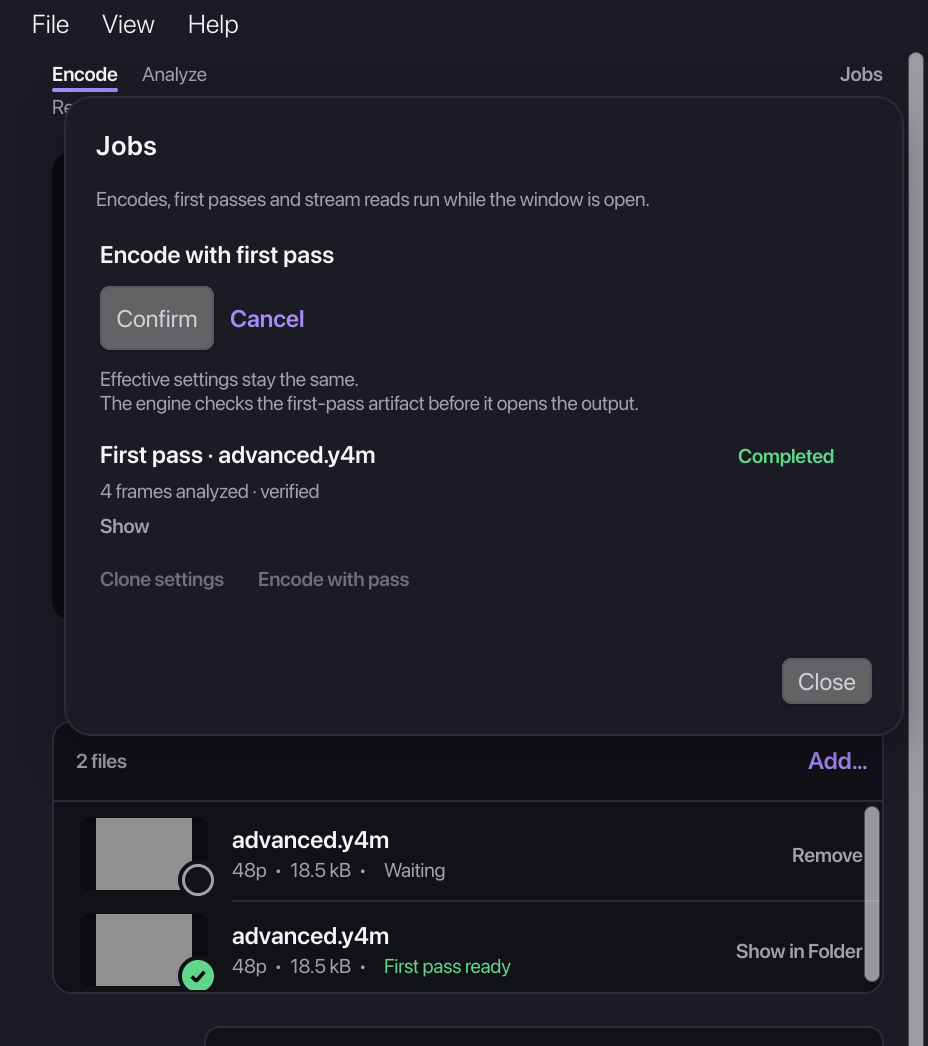 File View Help
Encode Analyze Jobs
Jobs
Encodes, first passes and stream reads run while the window is open.
Encode with first pass
Confirm Cancel
Effective settings stay the same.
The engine checks the first-pass artifact before it opens the output.
First pass · advanced.y4m Completed
4 frames analyzed · verified
Show
Clone settings Encode with pass
Close
2 files Add...
advanced.y4m
48p • 18.5 kB • Waiting
Remove
advanced.y4m
48p • 18.5 kB • First pass ready
Show in Folder